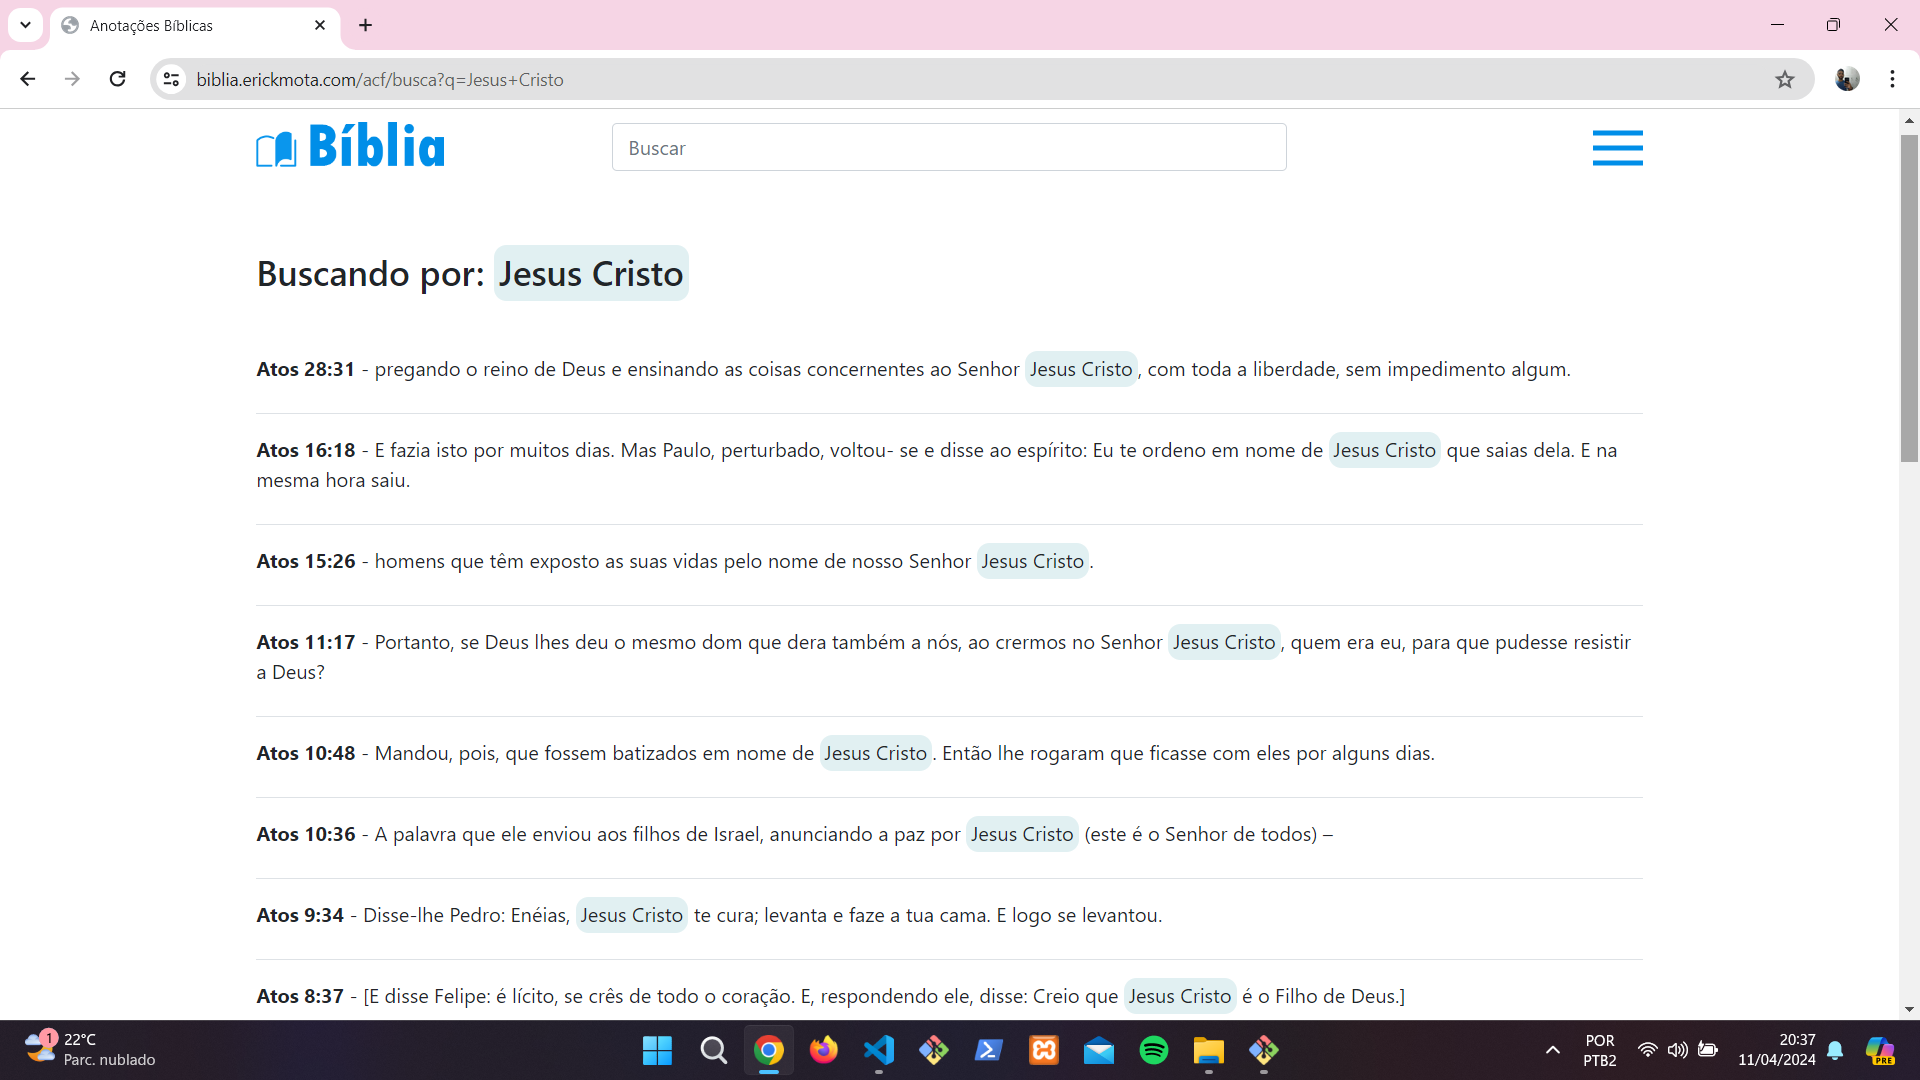 Anotações Bíblicas
biblia.erickmota.com/acf/busca?q=Jesus+Cristo
Bíblia
Buscar
Buscando por: Jesus Cristo
Atos 28:31 - pregando o reino de Deus e ensinando as coisas concernentes ao Senhor Jesus Cristo, com toda a liberdade, sem impedimento algum.
Atos 16:18 - E fazia isto por muitos dias. Mas Paulo, perturbado, voltou- se e disse ao espírito: Eu te ordeno em nome de Jesus Cristo que saias dela. E na
mesma hora saiu.
Atos 15:26 - homens que têm exposto as suas vidas pelo nome de nosso Senhor Jesus Cristo.
Atos 11:17 - Portanto, se Deus lhes deu o mesmo dom que dera também a nós, ao crermos no Senhor Jesus Cristo, quem era eu, para que pudesse resistir
a Deus?
Atos 10:48 - Mandou, pois, que fossem batizados em nome de Jesus Cristo. Então lhe rogaram que ficasse com eles por alguns dias.
Atos 10:36 - A palavra que ele enviou aos filhos de Israel, anunciando a paz por Jesus Cristo (este é o Senhor de todos) –
Atos 9:34 - Disse-lhe Pedro: Enéias, Jesus Cristo te cura; levanta e faze a tua cama. E logo se levantou.
Atos 8:37 - [E disse Felipe: é lícito, se crês de todo o coração. E, respondendo ele, disse: Creio que Jesus Cristo é o Filho de Deus.]
1
22°C
Parc. nublado
POR
PTB2
20:37
11/04/2024
PRE